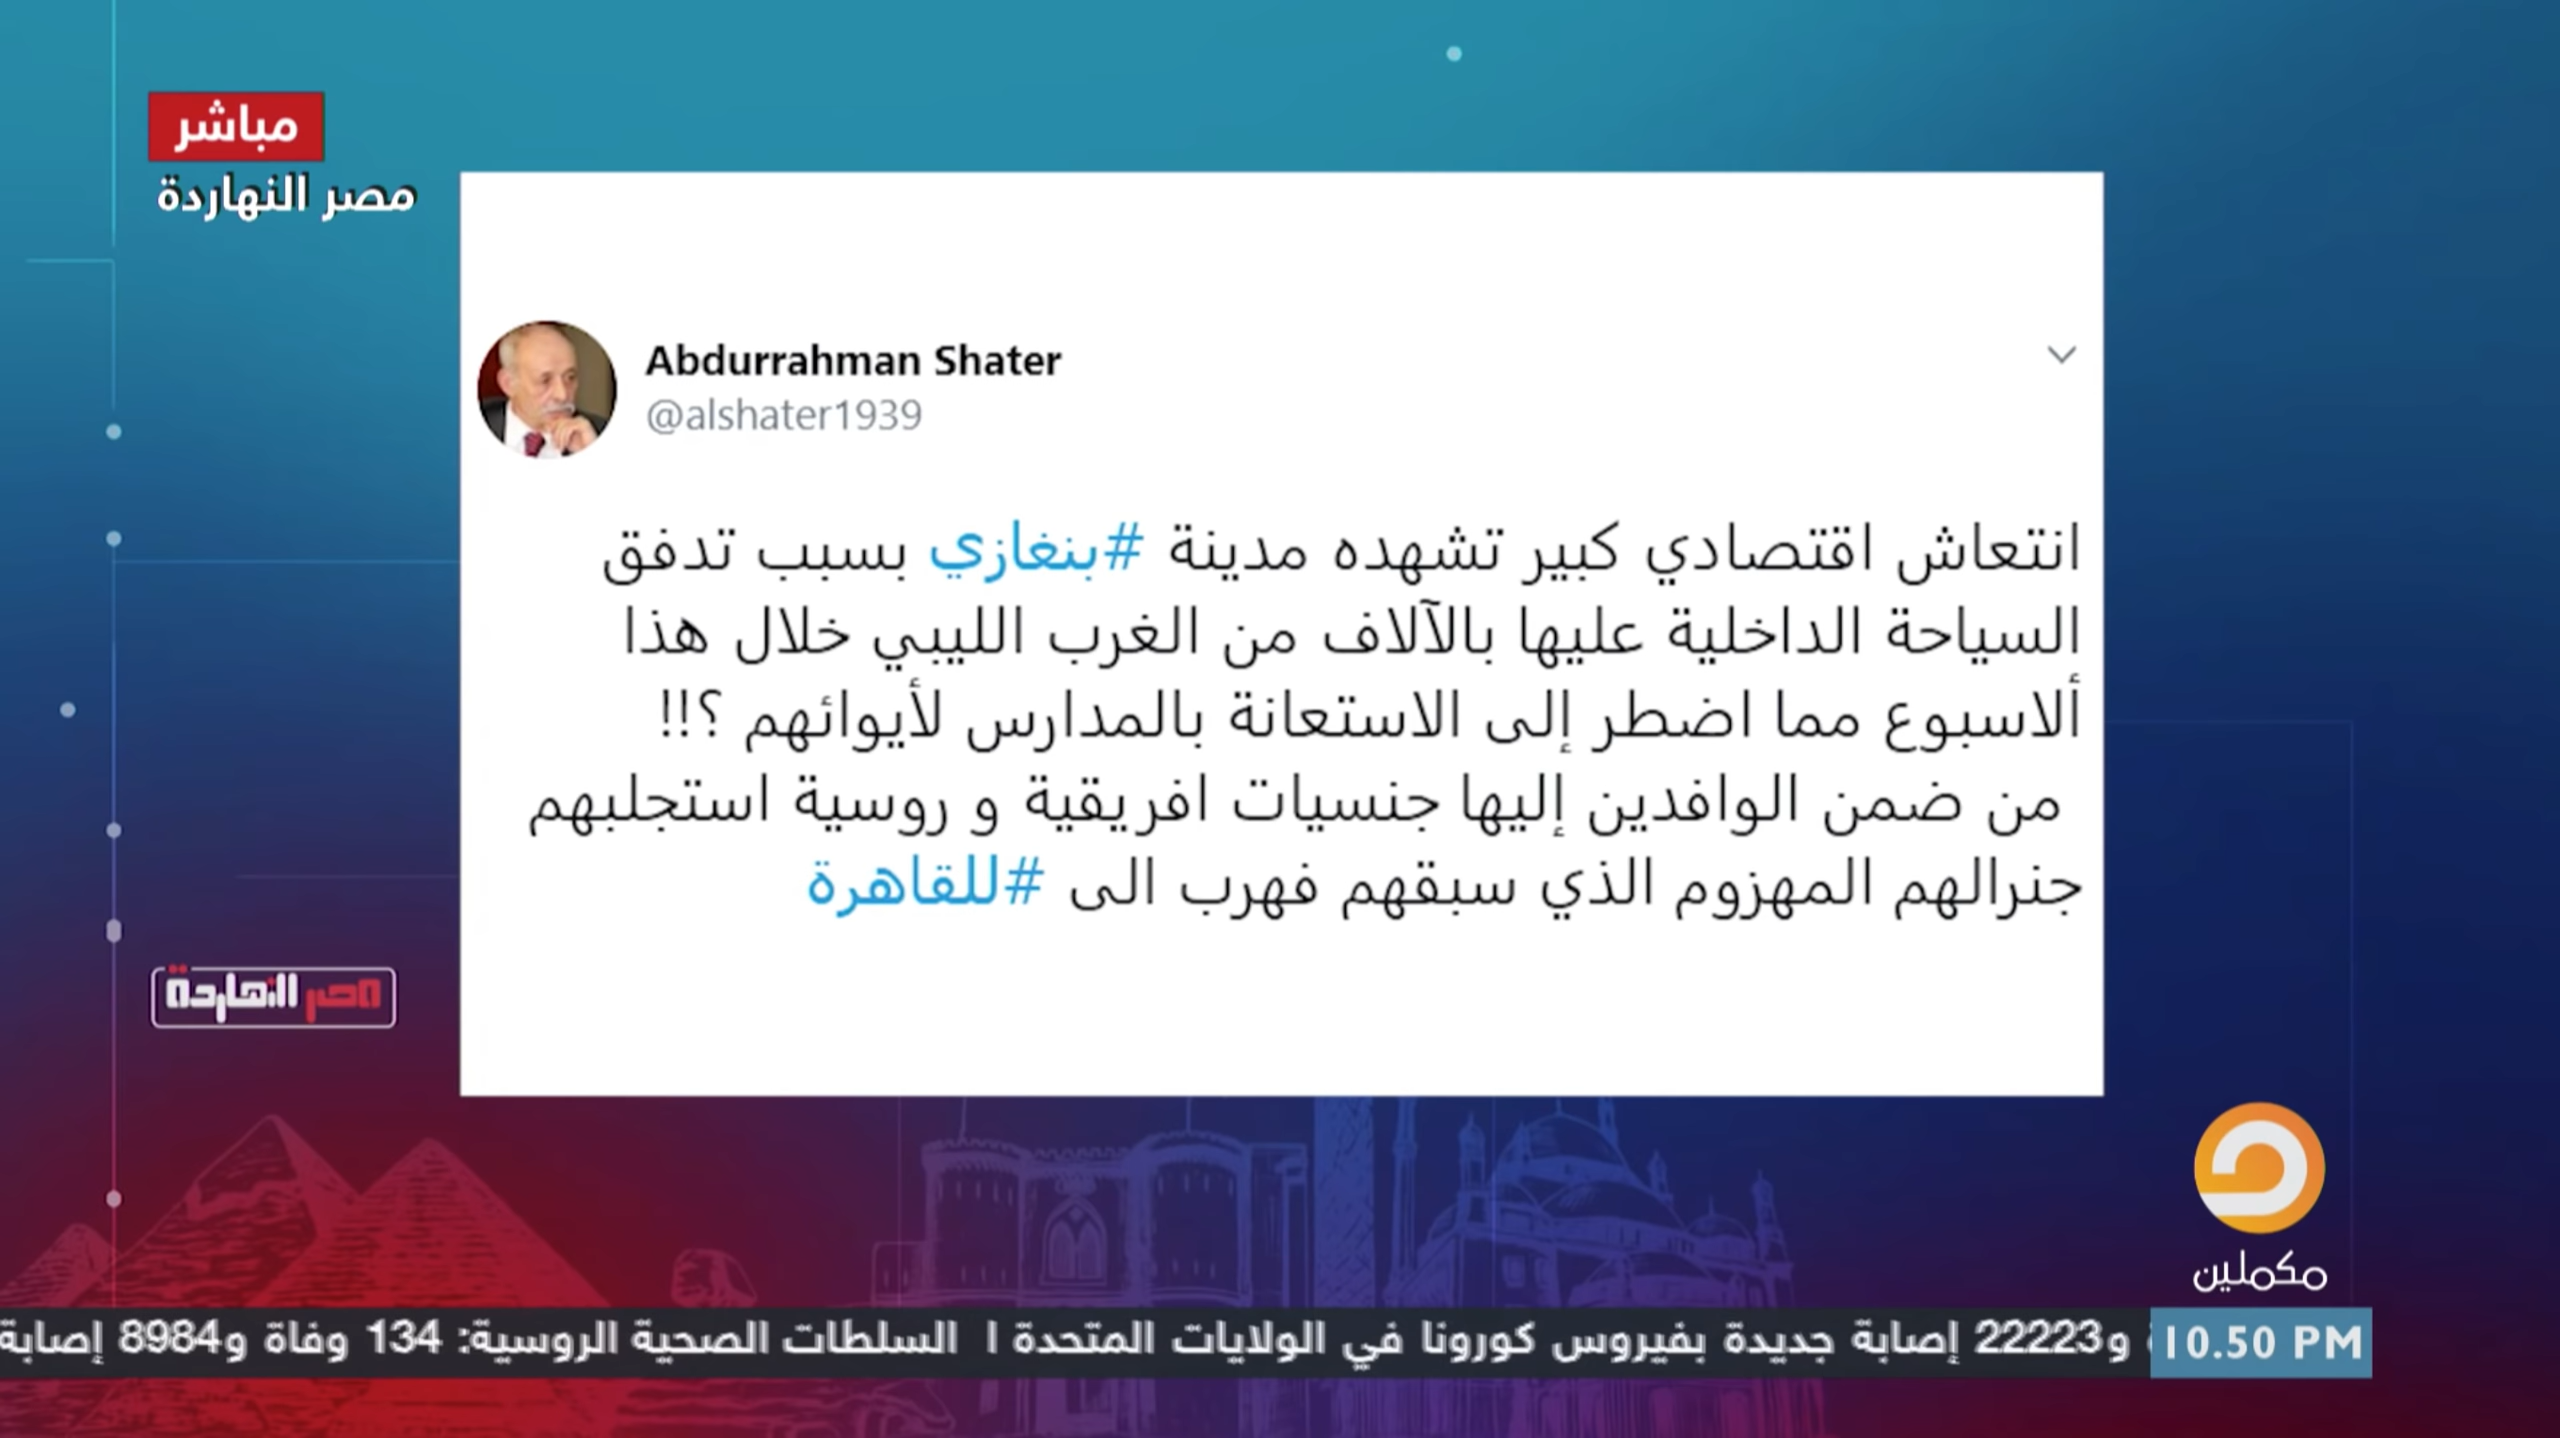 مباشر
مصر النهاردة
Abdurrahman Shater
@alshater1939
انتعاش اقتصادي كبير تشهده مدينة #بنغازي بسبب تدفق
السياحة الداخلية عليها بالآلاف من الغرب الليبي خلال هذا
ألاسبوع مما اضطر إلى الاستعانة بالمدارس لأيوائهم ؟!!
من ضمن الوافدين إليها جنسيات افريقية و روسية استجلبهم
جنرالهم المهزوم الذي سبقهم فهرب الى #للقاهرة
مصر النهاردة
مكملين
و22223 إصابة جديدة بفيروس كورونا في الولايات المتحدة | السلطات الصحية الروسية: 134 وفاة و8984 إصابة
10.50 PM